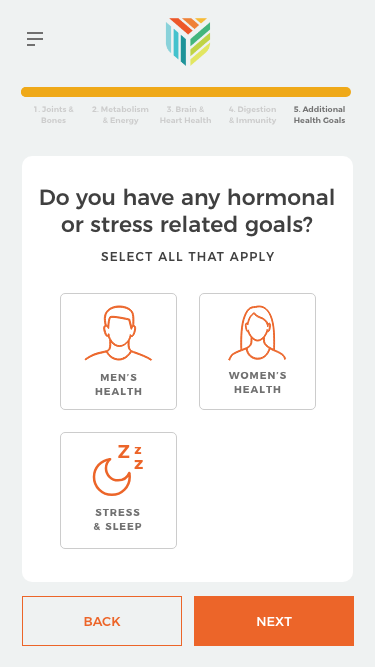 1. Joints &
Bones
2. Metabolism
& Energy
3. Brain &
Heart Health
4. Digestion
& Immunity
5. Additional
Health Goals
Do you have any hormonal
or stress related goals?
SELECT ALL THAT APPLY
MEN'S
HEALTH
WOMEN'S
HEALTH
Z z
z
STRESS
& SLEEP
BACK
NEXT